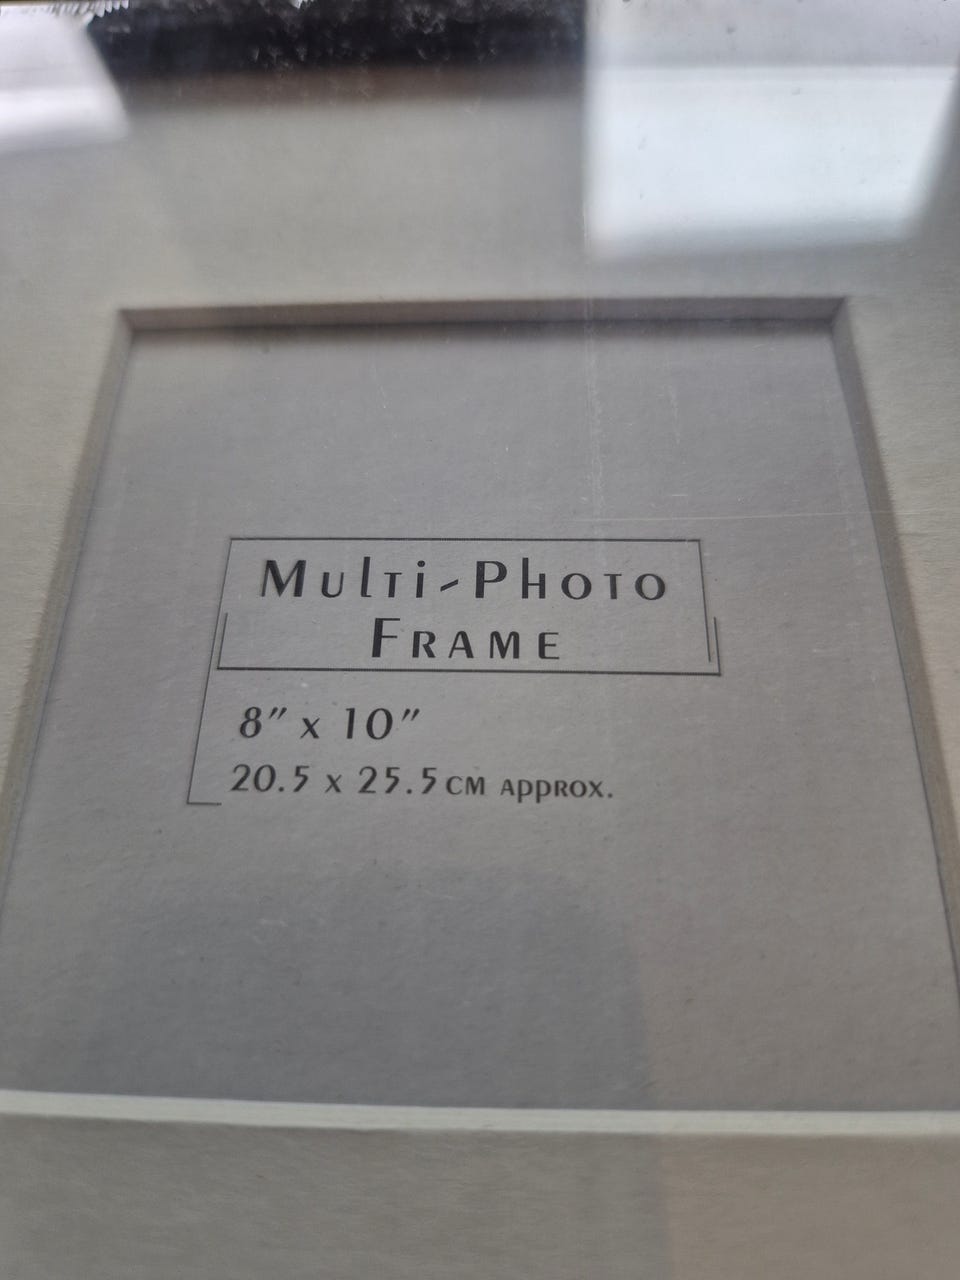 Multi-Photo
Frame
8" x 10"
20.5 x 25.5 cm approx.